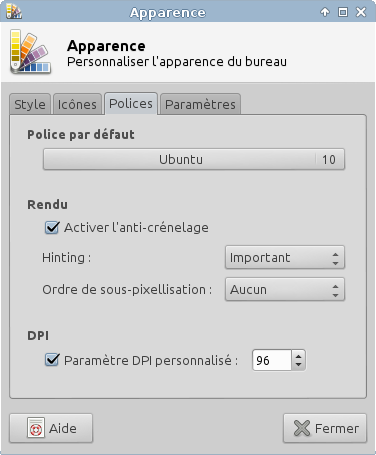 Apparence
Apparence
Personnaliser l'apparence du bureau
Style Icônes Polices Paramètres
Police par défaut
Ubuntu 10
Rendu
Activer l'anti-crénelage
Hinting : Important
Ordre de sous-pixellisation : Aucun
DPI
Paramètre DPI personnalisé : 96
Aide Fermer